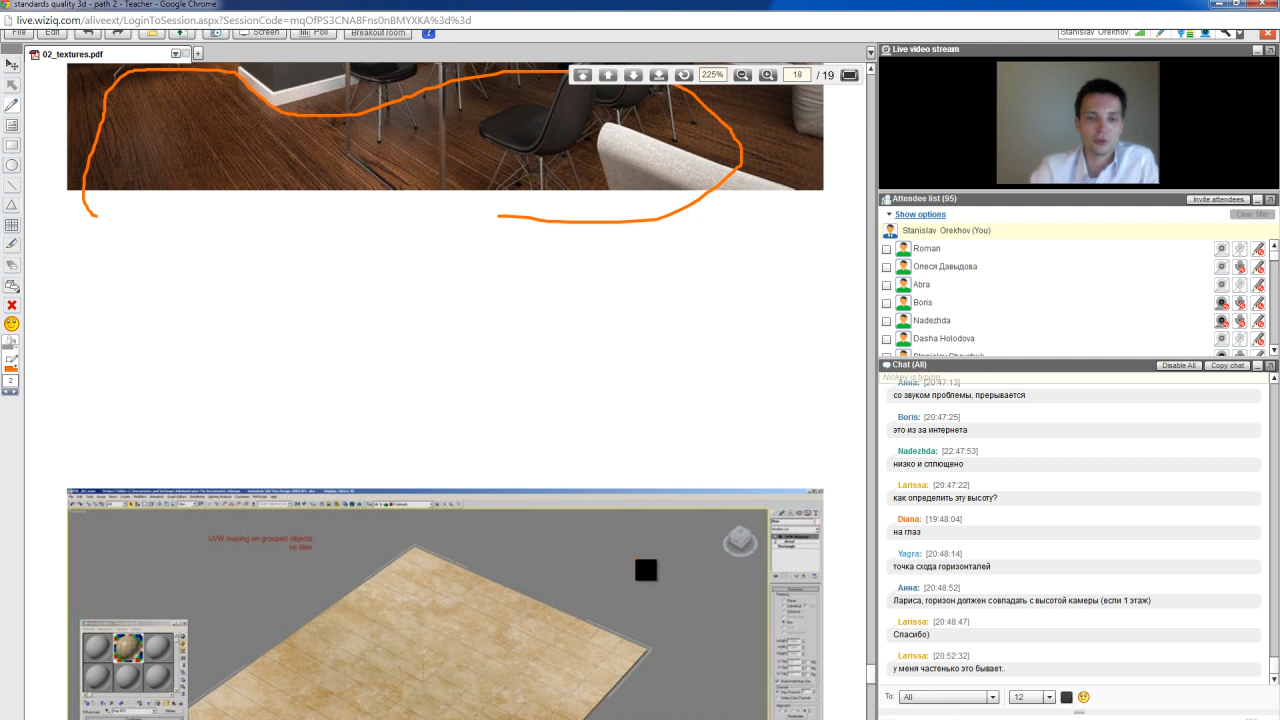 standards quality 3d - path 2 - Teacher - Google Chrome
live.wiziq.com/aliveext/LoginToSession.aspx?SessionCode=mqOfPS3CNA8Fns0nBMYXKA%3d%3d
File Edit Screen Poll Breakout room
Stanislav Orekhov
02_textures.pdf
225% 18 / 19
2
UVW maping on grouped objects
no tiles
Live video stream
Attendee list (95) Invite attendees
Show options Clear filter
Stanislav Orekhov (You)
Roman
Олеся Давыдова
Abra
Boris
Nadezhda
Dasha Holodova
Chat (All) Disable All Copy chat
Nickey is typing...
Анна: [20:47:13]
со звуком проблемы, прерывается
Boris: [20:47:25]
это из за интернета
Nadezhda: [22:47:53]
низко и сплющено
Larissa: [20:47:22]
как определить эту высоту?
Diana: [19:48:04]
на глаз
Yagra: [20:48:14]
точка схода горизонталей
Анна: [20:48:52]
Лариса, горизон должен совпадать с высотой камеры (если 1 этаж)
Larissa: [20:48:47]
Спасибо)
Larissa: [20:52:32]
у меня частенько это бывает..
To: All 12